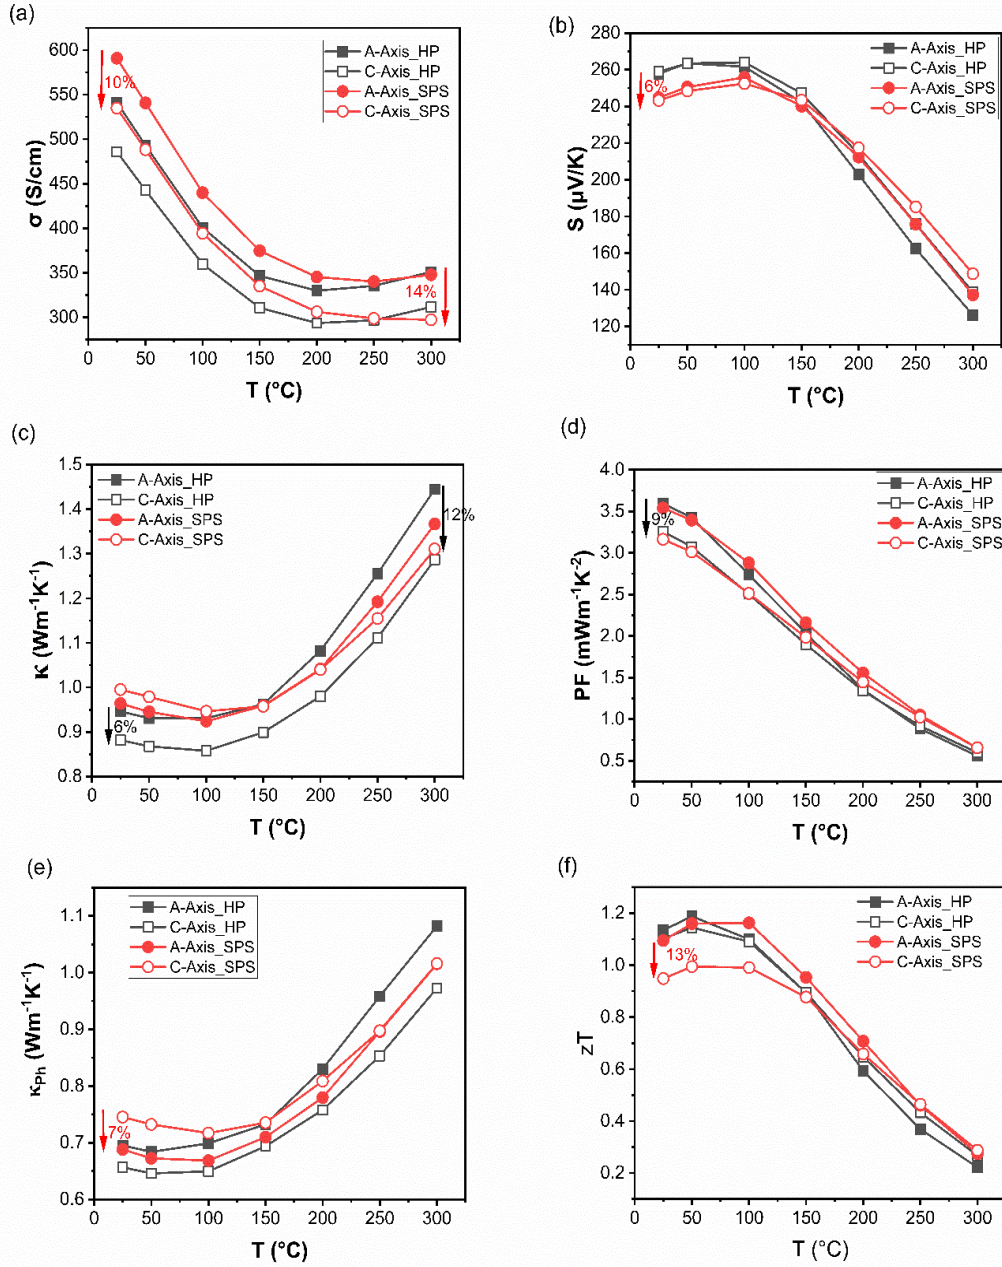 (a)
600
550
500
450
400
350
300
σ (S/cm)
0 50 100 150 200 250 300
T (°C)
A-Axis_HP
C-Axis_HP
A-Axis_SPS
C-Axis_SPS
10%
14%
(b)
280
260
240
220
200
180
160
140
120
S (µV/K)
0 50 100 150 200 250 300
T (°C)
A-Axis_HP
C-Axis_HP
A-Axis_SPS
C-Axis_SPS
6%
(c)
1.5
1.4
1.3
1.2
1.1
1.0
0.9
0.8
κ (Wm⁻¹K⁻¹)
0 50 100 150 200 250 300
T (°C)
A-Axis_HP
C-Axis_HP
A-Axis_SPS
C-Axis_SPS
12%
6%
(d)
4.0
3.5
3.0
2.5
2.0
1.5
1.0
0.5
PF (mWm⁻¹K⁻²)
0 50 100 150 200 250 300
T (°C)
A-Axis_HP
C-Axis_HP
A-Axis_SPS
C-Axis_SPS
9%
(e)
1.1
1.0
0.9
0.8
0.7
0.6
κPh (Wm⁻¹K⁻¹)
0 50 100 150 200 250 300
T (°C)
A-Axis_HP
C-Axis_HP
A-Axis_SPS
C-Axis_SPS
7%
(f)
1.2
1.0
0.8
0.6
0.4
0.2
zT
0 50 100 150 200 250 300
T (°C)
A-Axis_HP
C-Axis_HP
A-Axis_SPS
C-Axis_SPS
13%